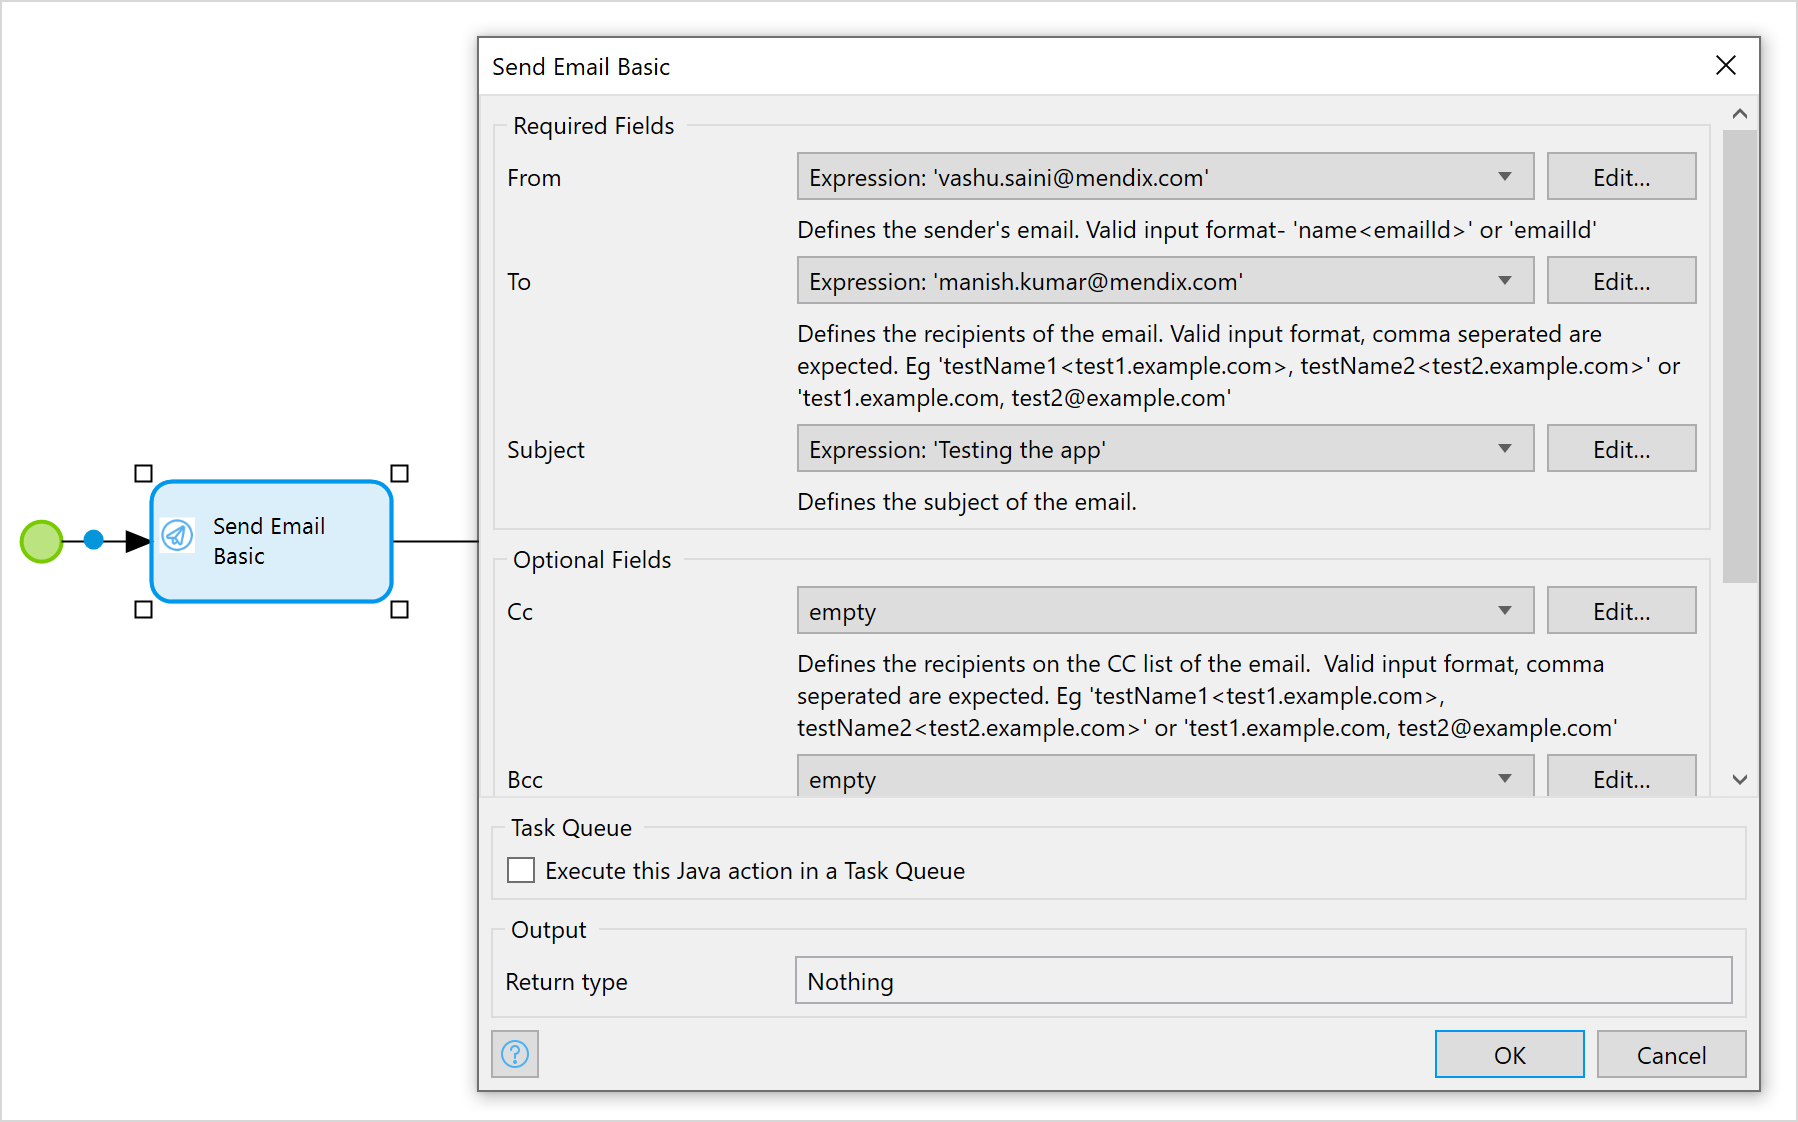 Send Email Basic
Required Fields
From
Expression: 'vashu.saini@mendix.com'
Edit...
Defines the sender's email. Valid input format- 'name<emailId>' or 'emailId'
To
Expression: 'manish.kumar@mendix.com'
Edit...
Defines the recipients of the email. Valid input format, comma seperated are
expected. Eg 'testName1<test1.example.com>, testName2<test2.example.com>' or
'test1.example.com, test2@example.com'
Subject
Expression: 'Testing the app'
Edit...
Defines the subject of the email.
Send Email
Basic
Optional Fields
Cc
empty
Edit...
Defines the recipients on the CC list of the email.  Valid input format, comma
seperated are expected. Eg 'testName1<test1.example.com>,
testName2<test2.example.com>' or 'test1.example.com, test2@example.com'
Bcc
empty
Edit...
Task Queue
Execute this Java action in a Task Queue
Output
Return type
Nothing
?
OK
Cancel